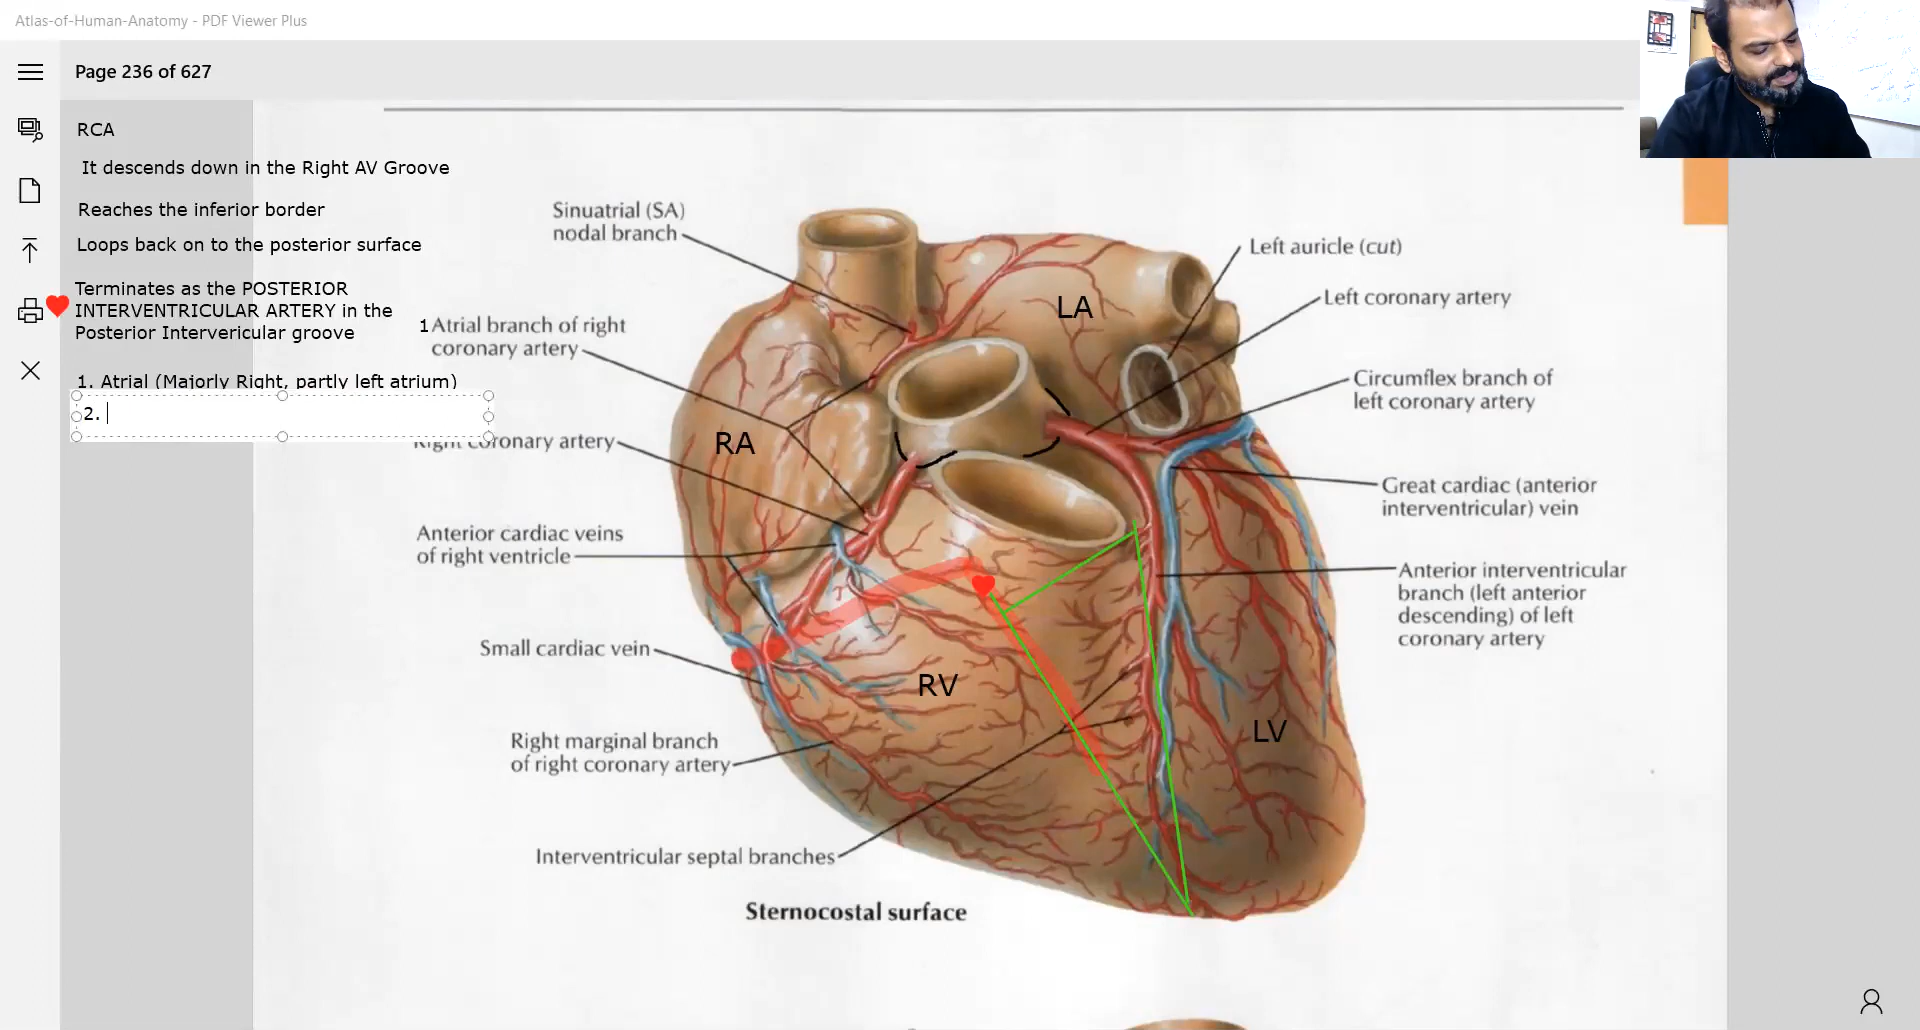 Atlas-of-Human-Anatomy - PDF Viewer Plus
Page 236 of 627
RCA
It descends down in the Right AV Groove
Reaches the inferior border
Loops back on to the posterior surface
Terminates as the POSTERIOR
INTERVENTRICULAR ARTERY in the
Posterior Intervericular groove
1. Atrial (Majorly Right, partly left atrium)
2.
Sinuatrial (SA)
nodal branch
1 Atrial branch of right
coronary artery
Right coronary artery
Anterior cardiac veins
of right ventricle
Small cardiac vein
Right marginal branch
of right coronary artery
Interventricular septal branches
Sternocostal surface
RA
LA
RV
LV
Left auricle (cut)
Left coronary artery
Circumflex branch of
left coronary artery
Great cardiac (anterior
interventricular) vein
Anterior interventricular
branch (left anterior
descending) of left
coronary artery